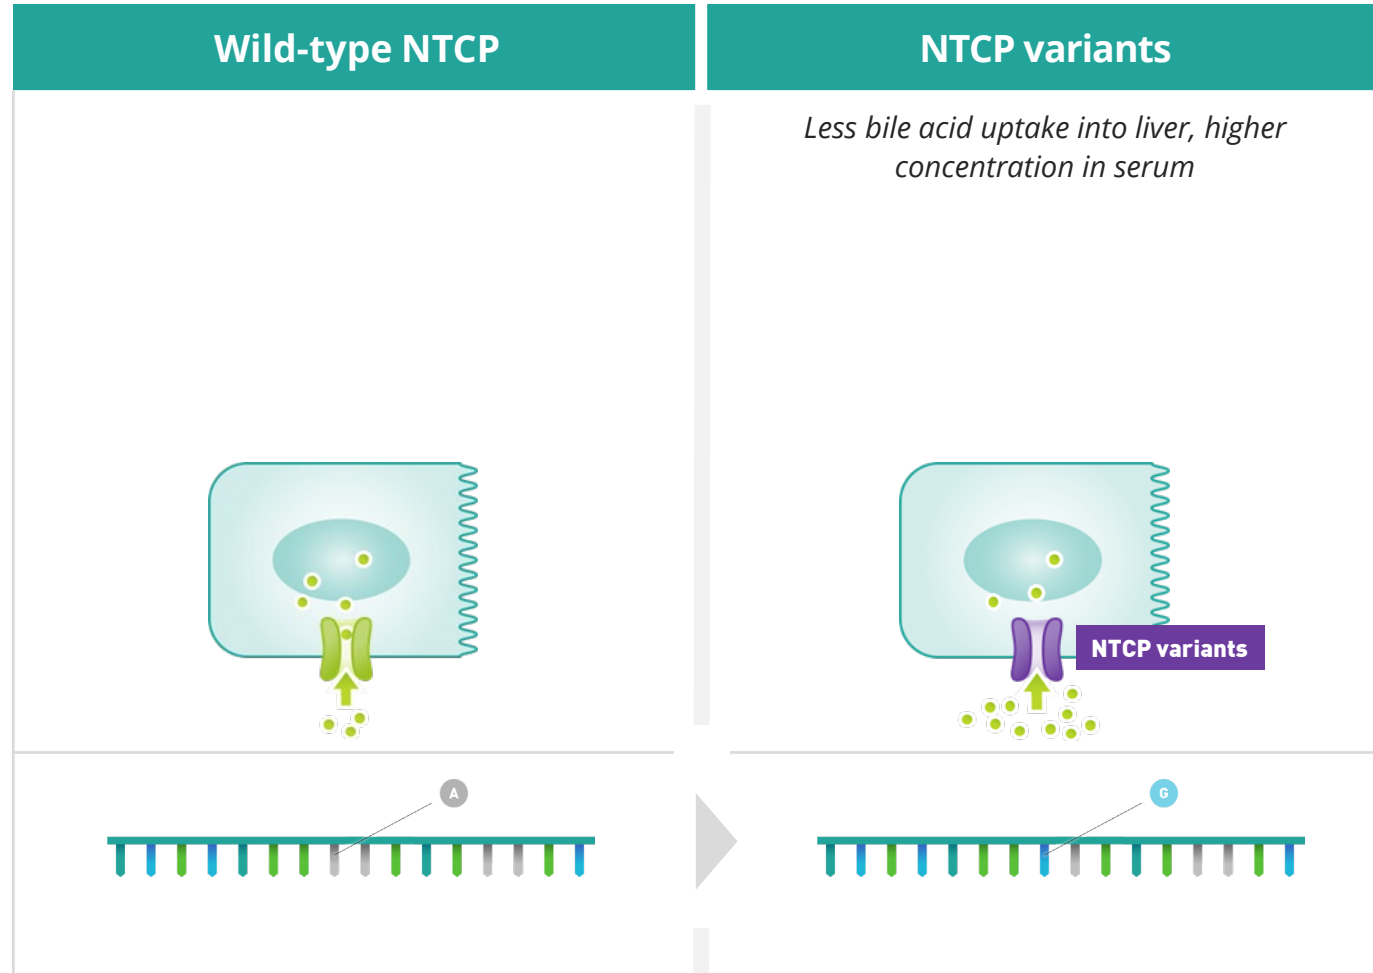 Wild-type NTCP
NTCP variants
Less bile acid uptake into liver, higher
concentration in serum
NTCP variants
A
G